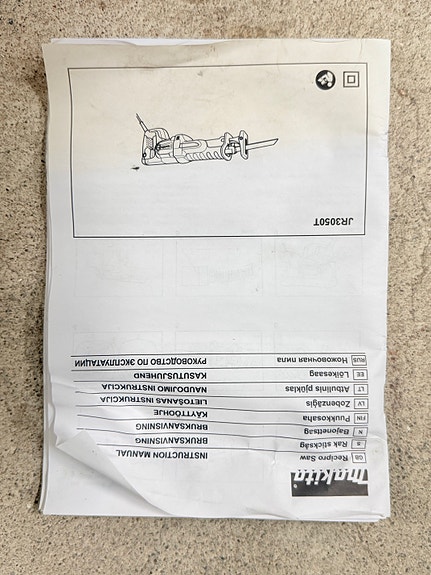 makita®
GB Recipro Saw INSTRUCTION MANUAL
S Rak sticksåg BRUKSANVISNING
N Bajonettsag BRUKSANVISNING
FIN Puukkosaha KÄYTTÖOHJE
LV Zobenzāģis LIETOŠANAS INSTRUKCIJA
LT Atbulinis pjūklas NAUDOJIMO INSTRUKCIJA
EE Lõikesaag KASUTUSJUHEND
RUS Ножовочная пила РУКОВОДСТВО ПО ЭКСПЛУАТАЦИИ
JR3050T